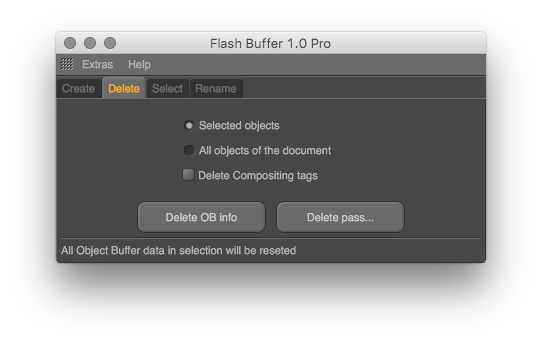 Flash Buffer 1.0 Pro
Extras Help
Create Delete Select Rename
Selected objects
All objects of the document
Delete Compositing tags
Delete OB info Delete pass...
All Object Buffer data in selection will be reseted